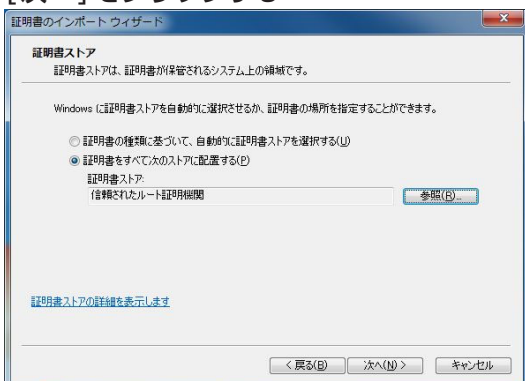 証明書のインポート ウィザード
証明書ストア
証明書ストアは、証明書が保管されるシステム上の領域です。
Windows に証明書ストアを自動的に選択させるか、証明書の場所を指定することができます。
証明書の種類に基づいて、自動的に証明書ストアを選択する(U)
証明書をすべて次のストアに配置する(P)
証明書ストア:
信頼されたルート証明機関
参照(R)...
証明書ストアの詳細を表示します
< 戻る(B)
次へ(N) >
キャンセル